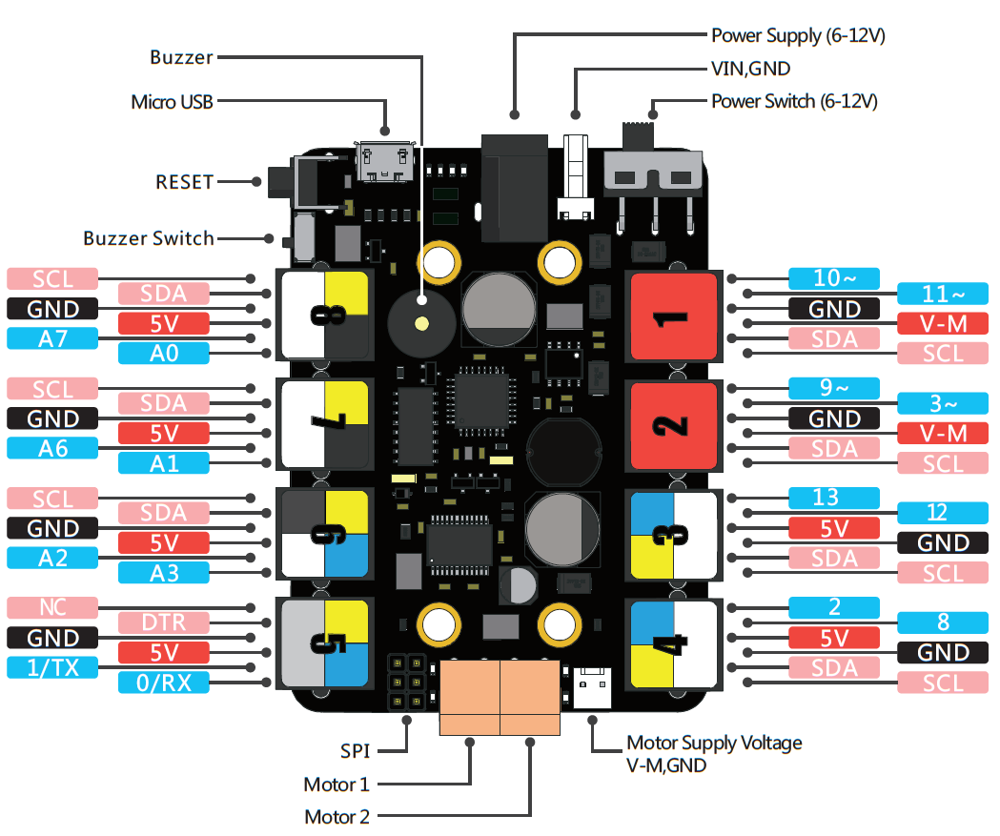 Buzzer
Micro USB
RESET
Buzzer Switch
Power Supply (6-12V)
VIN,GND
Power Switch (6-12V)
SCL
SDA
GND
5V
A7
A0
8
SCL
SDA
GND
5V
A6
A1
7
SCL
SDA
GND
5V
A2
A3
6
NC
DTR
GND
5V
1/TX
0/RX
5
1
10~
11~
GND
V-M
SDA
SCL
2
9~
3~
GND
V-M
SDA
SCL
3
13
12
5V
GND
SDA
SCL
4
2
8
5V
GND
SDA
SCL
SPI
Motor 1
Motor 2
Motor Supply Voltage
V-M,GND